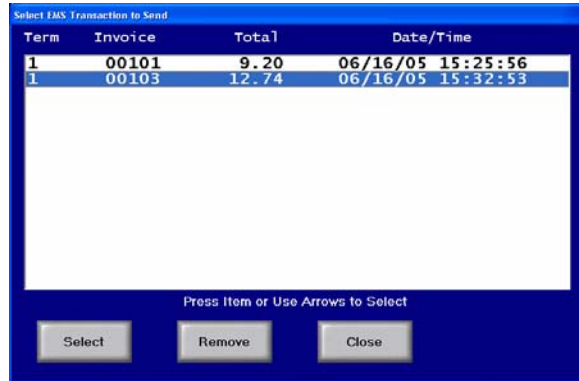 Select EMS Transaction to Send
Term Invoice Total Date/Time
1 00101 9.20 06/16/05 15:25:56
1 00103 12.74 06/16/05 15:32:53
Press Item or Use Arrows to Select
Select Remove Close